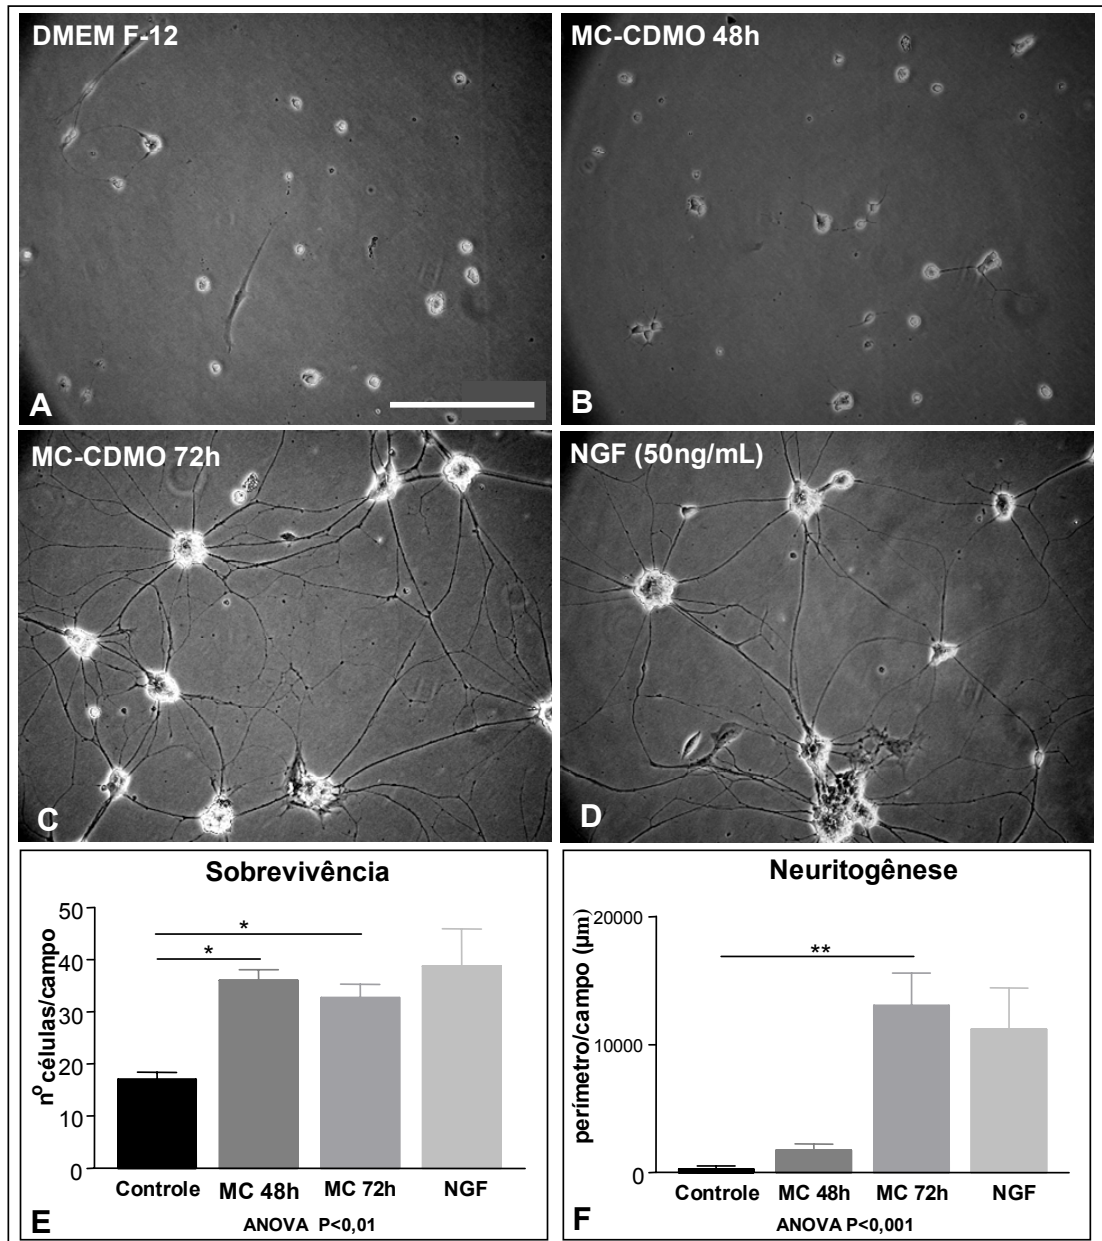 DMEM F-12
A
MC-CDMO 48h
B
MC-CDMO 72h
C
NGF (50ng/mL)
D
Sobrevivência
nº células/campo
50
40
30
20
10
0
*
*
Controle MC 48h MC 72h NGF
ANOVA P<0,01
E
Neuritogênese
perímetro/campo (µm)
20000
10000
0
**
Controle MC 48h MC 72h NGF
ANOVA P<0,001
F